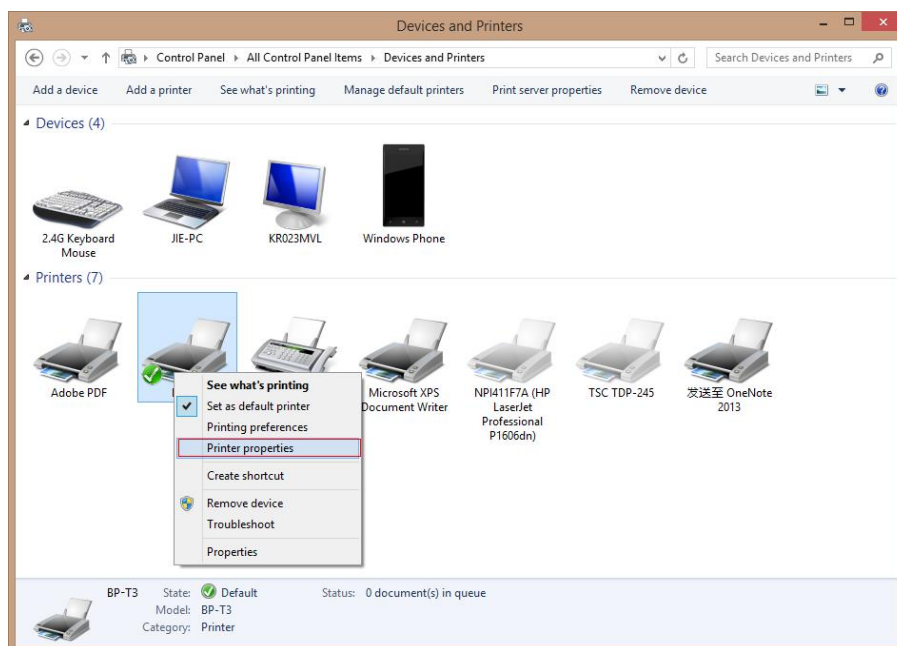 Devices and Printers
Control Panel ▸ All Control Panel Items ▸ Devices and Printers
Search Devices and Printers
Add a device Add a printer See what's printing Manage default printers Print server properties Remove device
Devices (4)
2.4G Keyboard Mouse
JIE-PC
KR023MVL
Windows Phone
Printers (7)
Adobe PDF
Microsoft XPS
Document Writer
NPI411F7A (HP
LaserJet
Professional
P1606dn)
TSC TDP-245
发送至 OneNote
2013
See what's printing
Set as default printer
Printing preferences
Printer properties
Create shortcut
Remove device
Troubleshoot
Properties
BP-T3 State: Default Status: 0 document(s) in queue
Model: BP-T3
Category: Printer